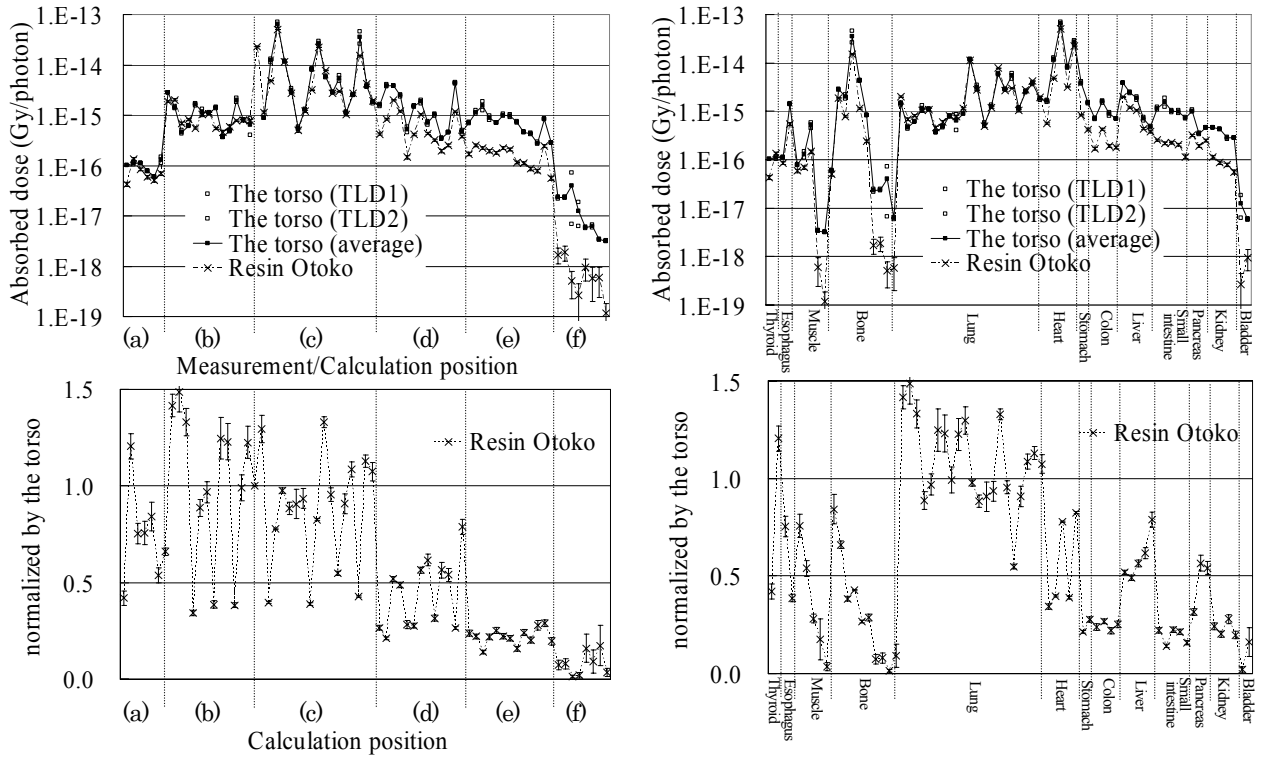 Absorbed dose (Gy/photon)
1.E-13
1.E-14
1.E-15
1.E-16
1.E-17
1.E-18
1.E-19
The torso (TLD1)
The torso (TLD2)
The torso (average)
Resin Otoko
(a) (b) (c) (d) (e) (f)
Measurement/Calculation position
Absorbed dose (Gy/photon)
1.E-13
1.E-14
1.E-15
1.E-16
1.E-17
1.E-18
1.E-19
The torso (TLD1)
The torso (TLD2)
The torso (average)
Resin Otoko
Thyroid
Esophagus
Muscle
Bone
Lung
Heart
Stomach
Colon
Liver
Small
intestine
Pancreas
Kidney
Bladder
normalized by the torso
1.5
1.0
0.5
0.0
Resin Otoko
(a) (b) (c) (d) (e) (f)
Calculation position
normalized by the torso
1.5
1.0
0.5
0.0
Resin Otoko
Thyroid
Esophagus
Muscle
Bone
Lung
Heart
Stomach
Colon
Liver
Small
intestine
Pancreas
Kidney
Bladder